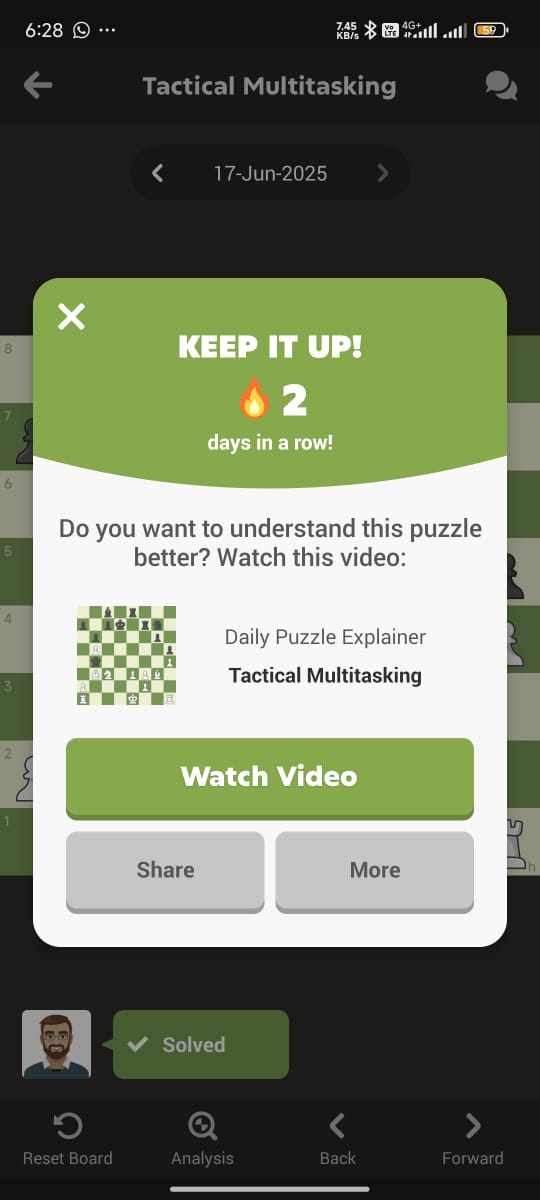 6:28
7.45
KB/s
Vo
LTE
4G+
59
Tactical Multitasking
17-Jun-2025
8
7
6
5
4
3
2
1
h
KEEP IT UP!
2
days in a row!
Do you want to understand this puzzle
better? Watch this video:
Daily Puzzle Explainer
Tactical Multitasking
Watch Video
Share
More
Solved
Reset Board
Analysis
Back
Forward